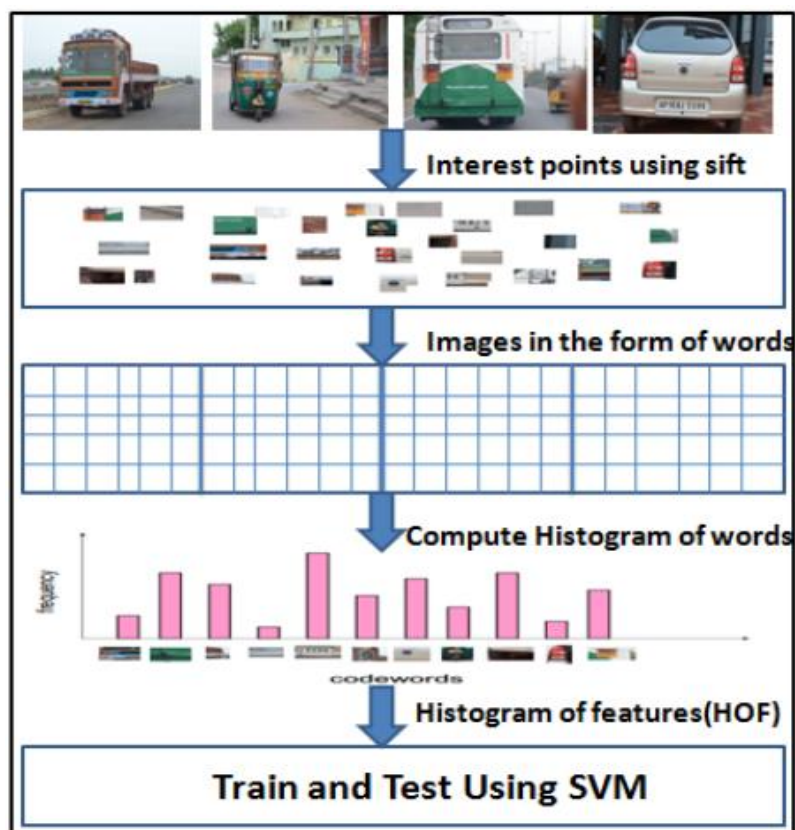 Interest points using sift
Images in the form of words
Compute Histogram of words
frequency
codewords
Histogram of features(HOF)
Train and Test Using SVM